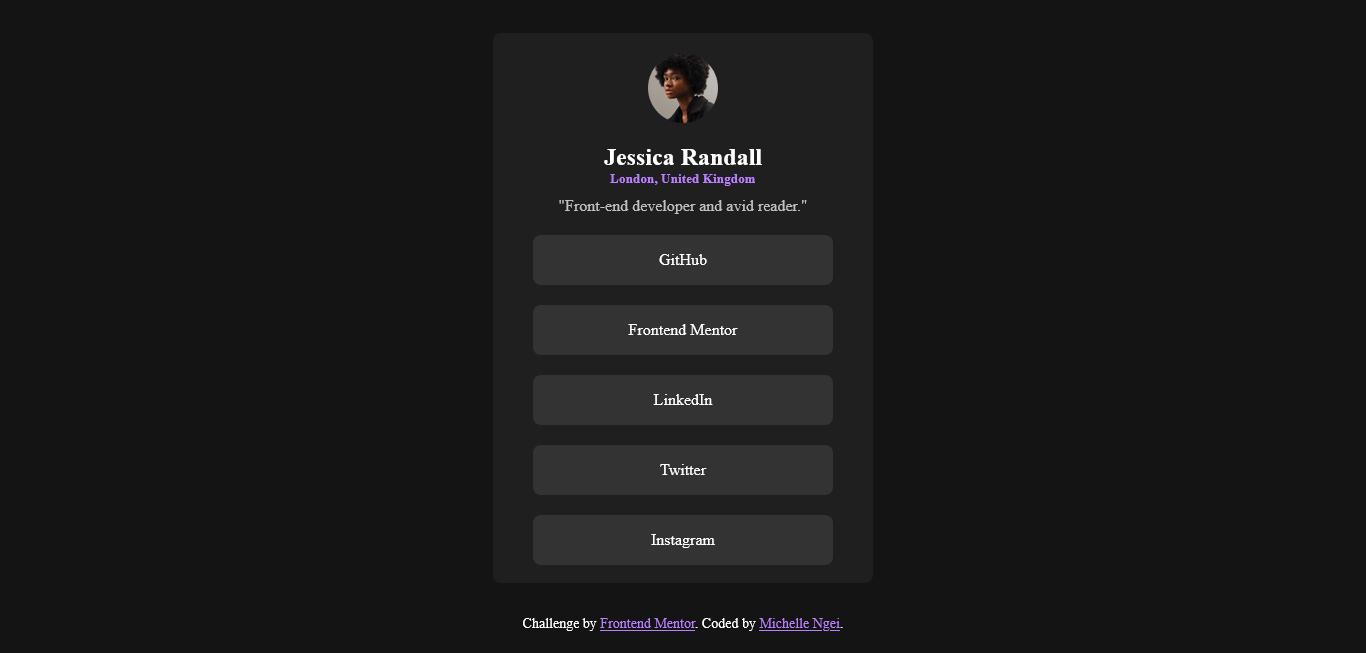 Jessica Randall
London, United Kingdom
"Front-end developer and avid reader."
GitHub
Frontend Mentor
LinkedIn
Twitter
Instagram
Challenge by Frontend Mentor. Coded by Michelle Ngei.